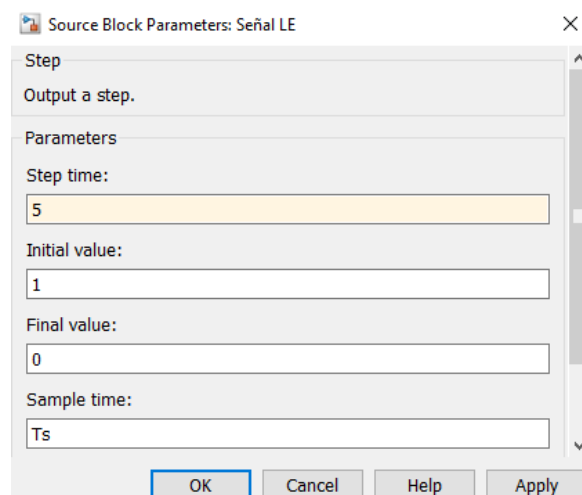 Source Block Parameters: Señal LE
Step
Output a step.
Parameters
Step time:
5
Initial value:
1
Final value:
0
Sample time:
Ts
OK Cancel Help Apply